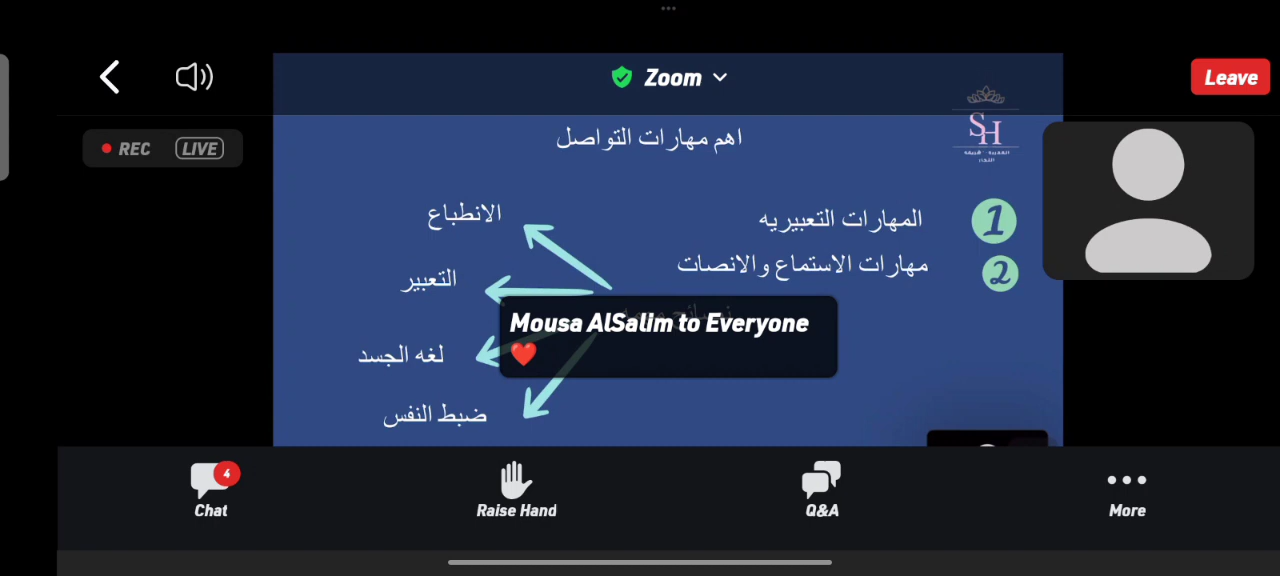 Zoom
Leave
REC
LIVE
SH
اهم مهارات التواصل
1
المهارات التعبيريه
2
مهارات الاستماع والانصات
الانطباع
التعبير
لغه الجسد
ضبط النفس
Mousa AlSalim to Everyone
❤️
4
Chat
Raise Hand
Q&A
More